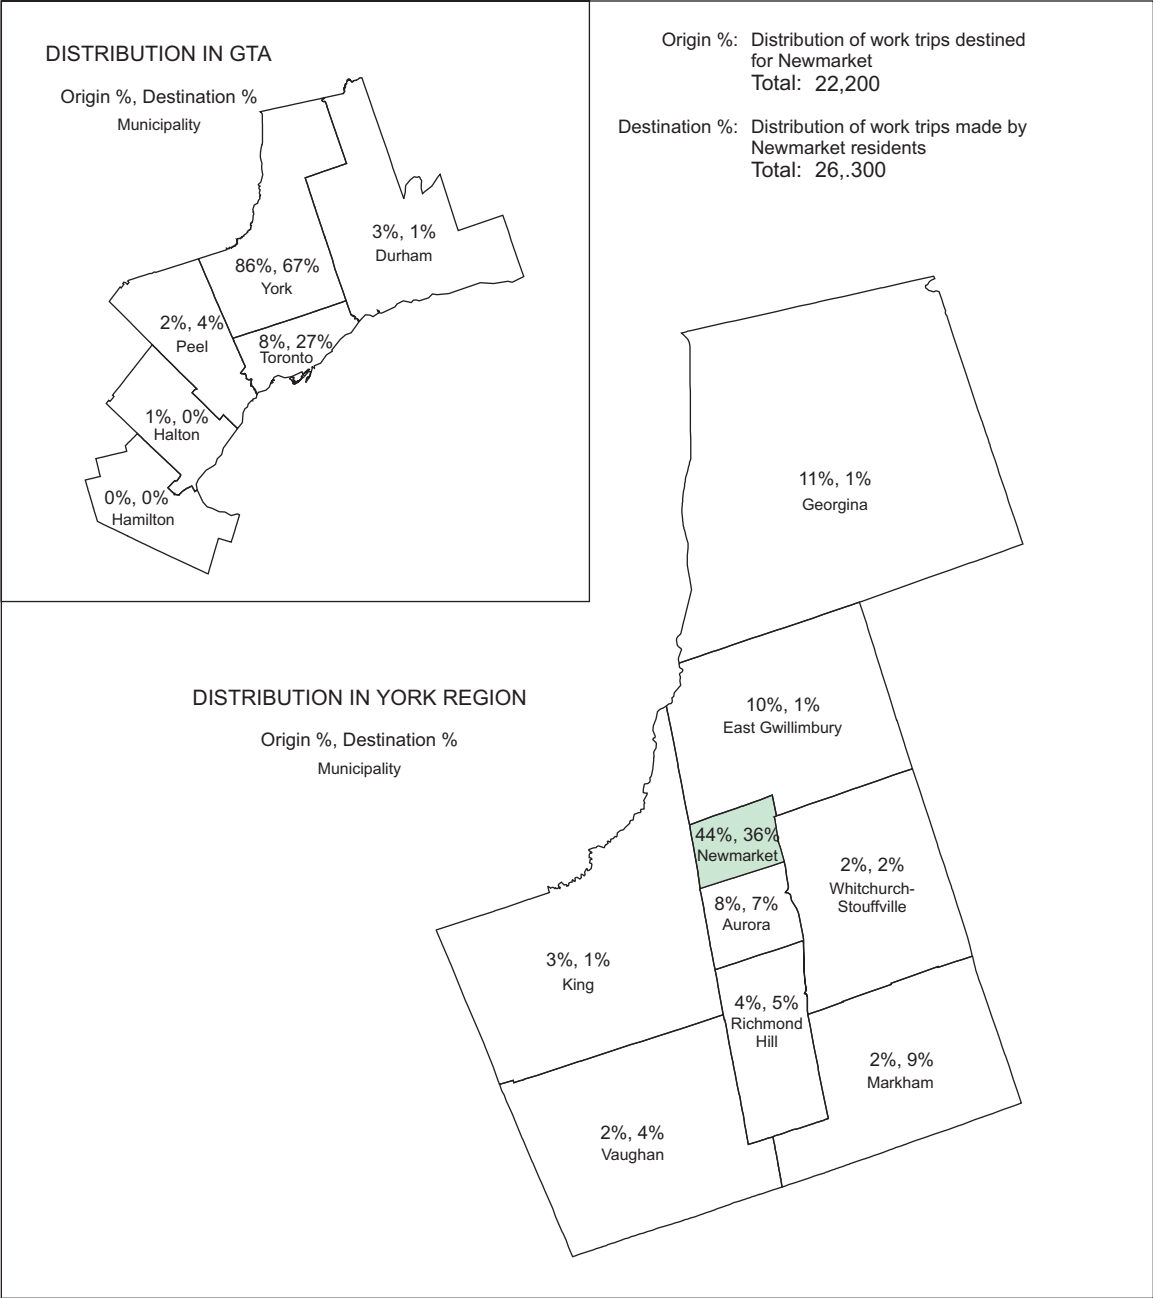 DISTRIBUTION IN GTA
Origin %, Destination %
Municipality
3%, 1%
Durham
86%, 67%
York
2%, 4%
Peel
8%, 27%
Toronto
1%, 0%
Halton
0%, 0%
Hamilton
Origin %: Distribution of work trips destined
for Newmarket
Total: 22,200
Destination %: Distribution of work trips made by
Newmarket residents
Total: 26,.300
DISTRIBUTION IN YORK REGION
Origin %, Destination %
Municipality
11%, 1%
Georgina
10%, 1%
East Gwillimbury
44%, 36%
Newmarket
2%, 2%
Whitchurch-
Stouffville
8%, 7%
Aurora
3%, 1%
King
4%, 5%
Richmond
Hill
2%, 9%
Markham
2%, 4%
Vaughan